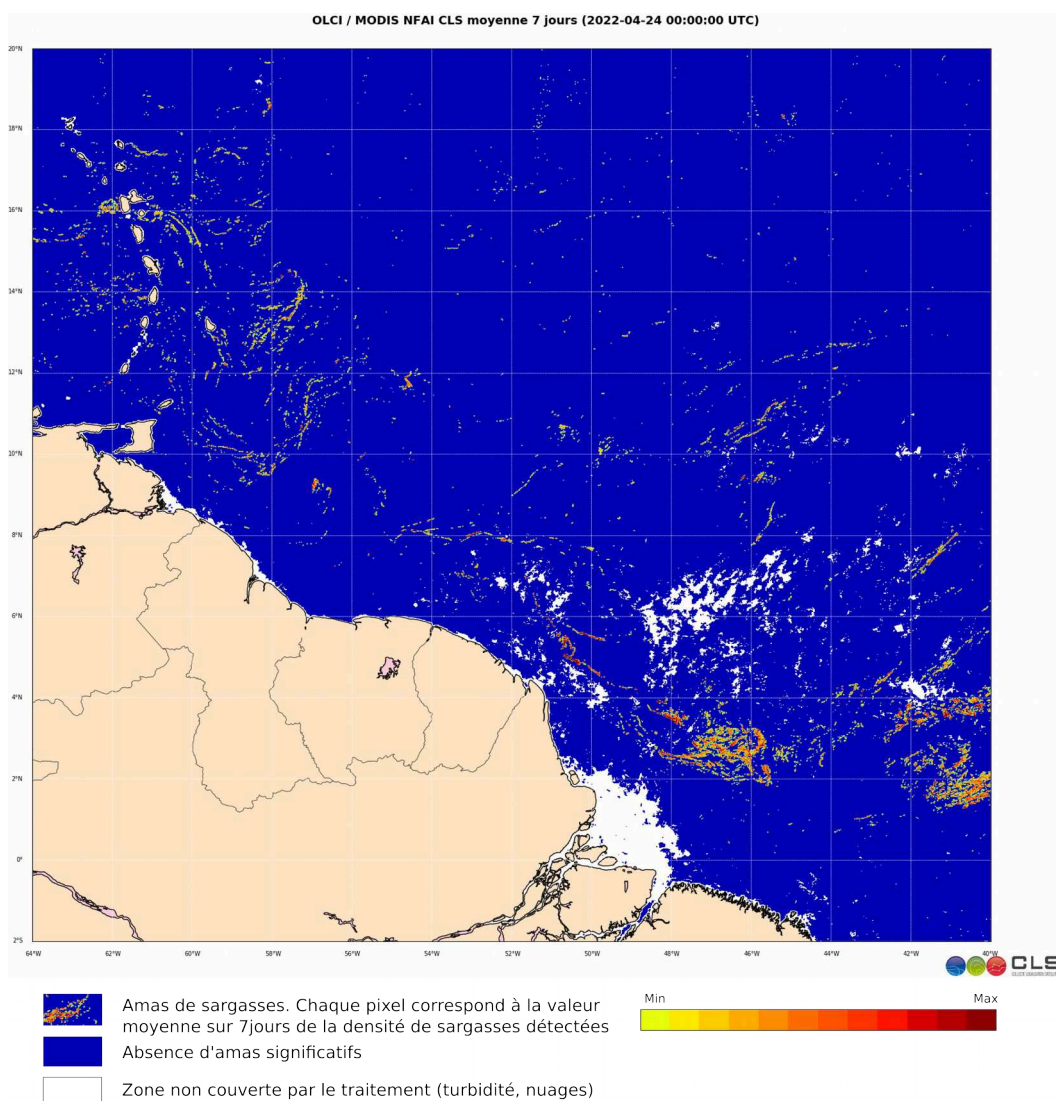 OLCI / MODIS NFAI CLS moyenne 7 jours (2022-04-24 00:00:00 UTC)
20°N
18°N
16°N
14°N
12°N
10°N
8°N
6°N
4°N
2°N
0°
2°S
64°W 62°W 60°W 58°W 56°W 54°W 52°W 50°W 48°W 46°W 44°W 42°W 40°W
CLS
Amas de sargasses. Chaque pixel correspond à la valeur
moyenne sur 7jours de la densité de sargasses détectées
Min Max
Absence d'amas significatifs
Zone non couverte par le traitement (turbidité, nuages)